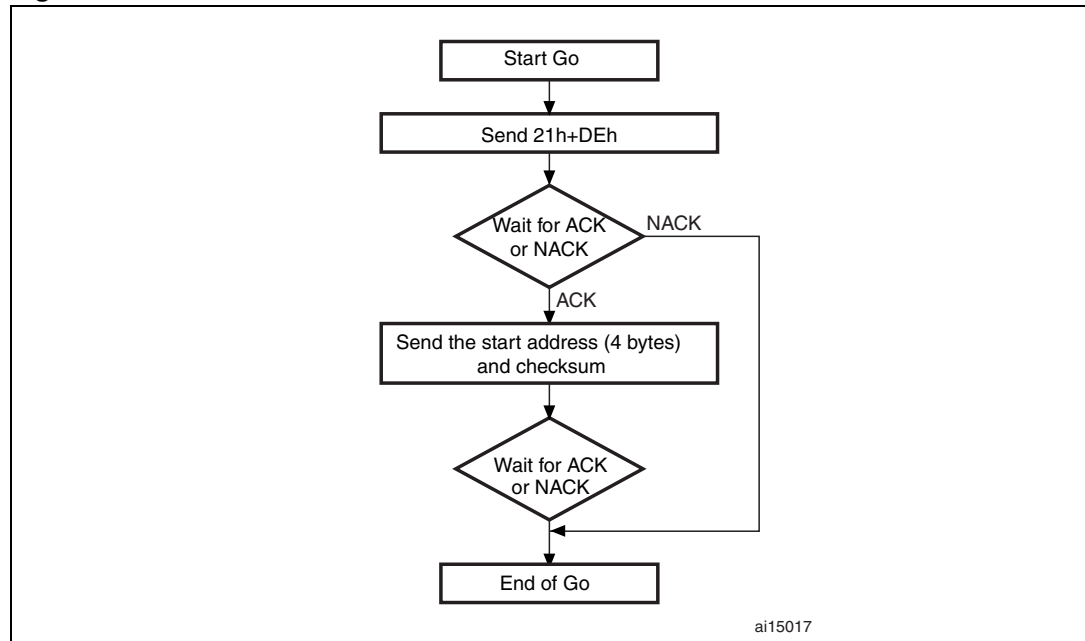 Start Go
Send 21h+DEh
Wait for ACK
or NACK
NACK
ACK
Send the start address (4 bytes)
and checksum
Wait for ACK
or NACK
End of Go
ai15017